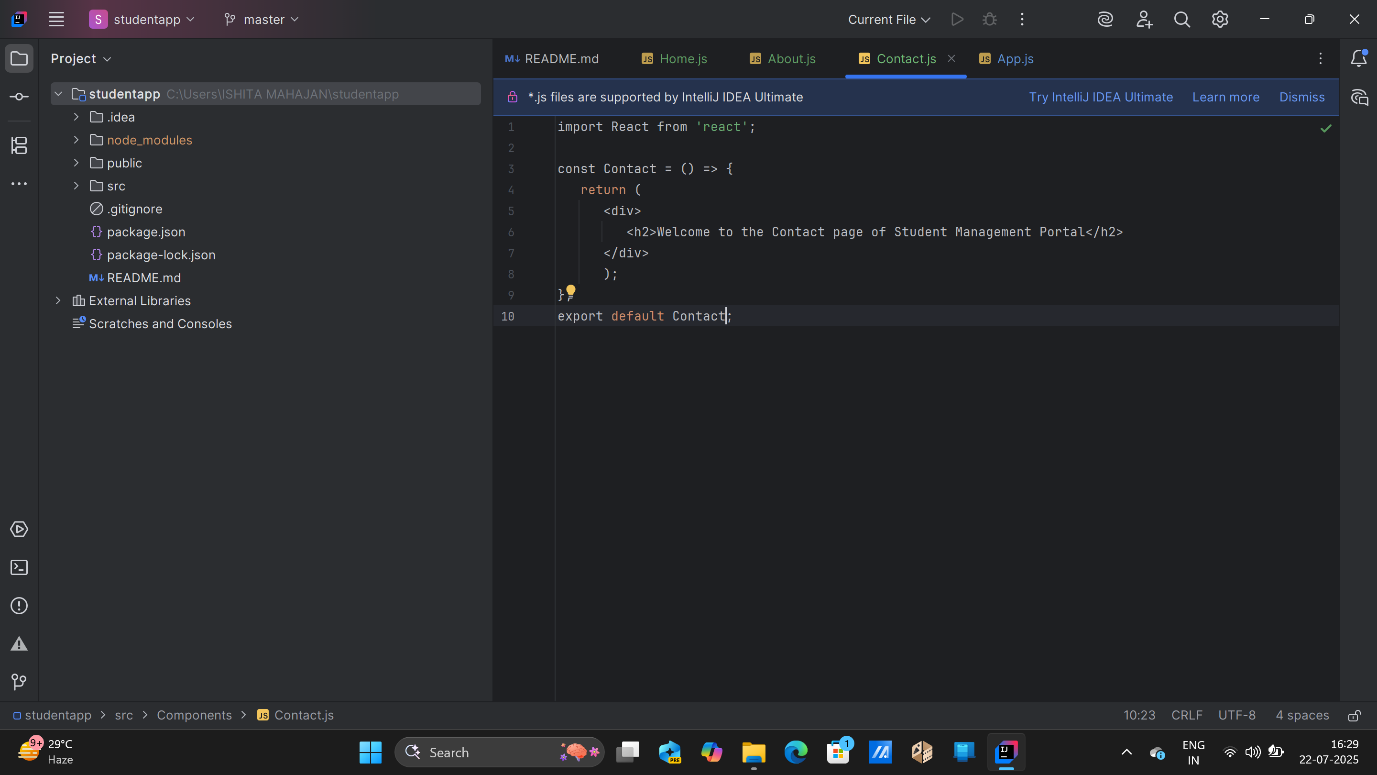 S studentapp
master
Current File
Project
README.md
Home.js
About.js
Contact.js
App.js
*.js files are supported by IntelliJ IDEA Ultimate
Try IntelliJ IDEA Ultimate
Learn more
Dismiss
studentapp C:\Users\ISHITA MAHAJAN\studentapp
.idea
node_modules
public
src
.gitignore
package.json
package-lock.json
README.md
External Libraries
Scratches and Consoles
1 import React from 'react';
2
3 const Contact = () => {
4 return (
5 <div>
6 <h2>Welcome to the Contact page of Student Management Portal</h2>
7 </div>
8 );
9 }
10 export default Contact;
studentapp > src > Components > Contact.js
10:23 CRLF UTF-8 4 spaces
9+ 29°C
Haze
Search
PRE
1
ENG
IN
16:29
22-07-2025